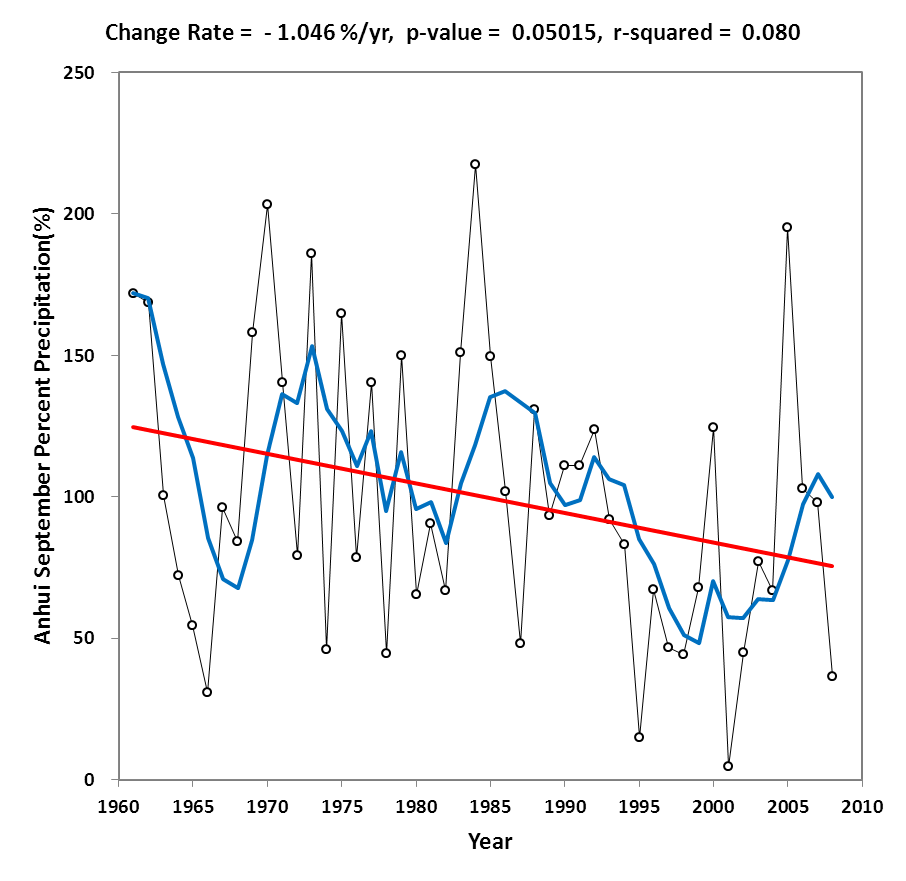 Change Rate = - 1.046 %/yr, p-value = 0.05015, r-squared = 0.080
250
200
150
100
50
0
Anhui September Percent Precipitation(%)
1960 1965 1970 1975 1980 1985 1990 1995 2000 2005 2010
Year